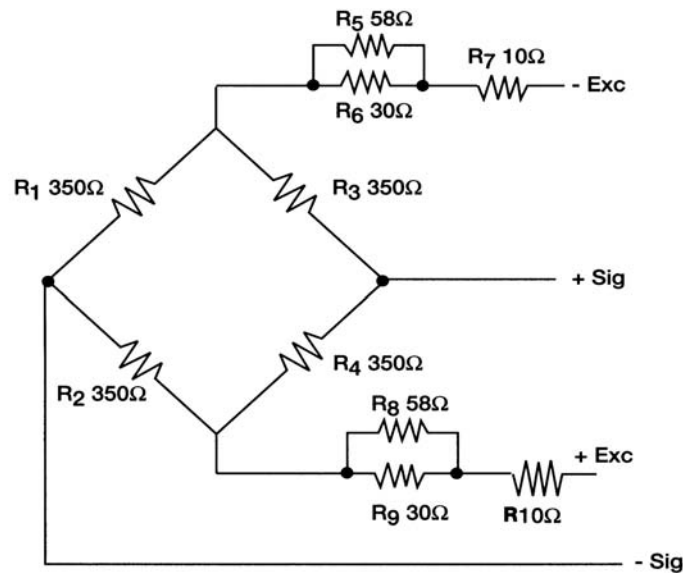 R5 58Ω
R6 30Ω
R7 10Ω
- Exc
R1 350Ω
R3 350Ω
+ Sig
R2 350Ω
R4 350Ω
R8 58Ω
R9 30Ω
+ Exc
R10Ω
- Sig